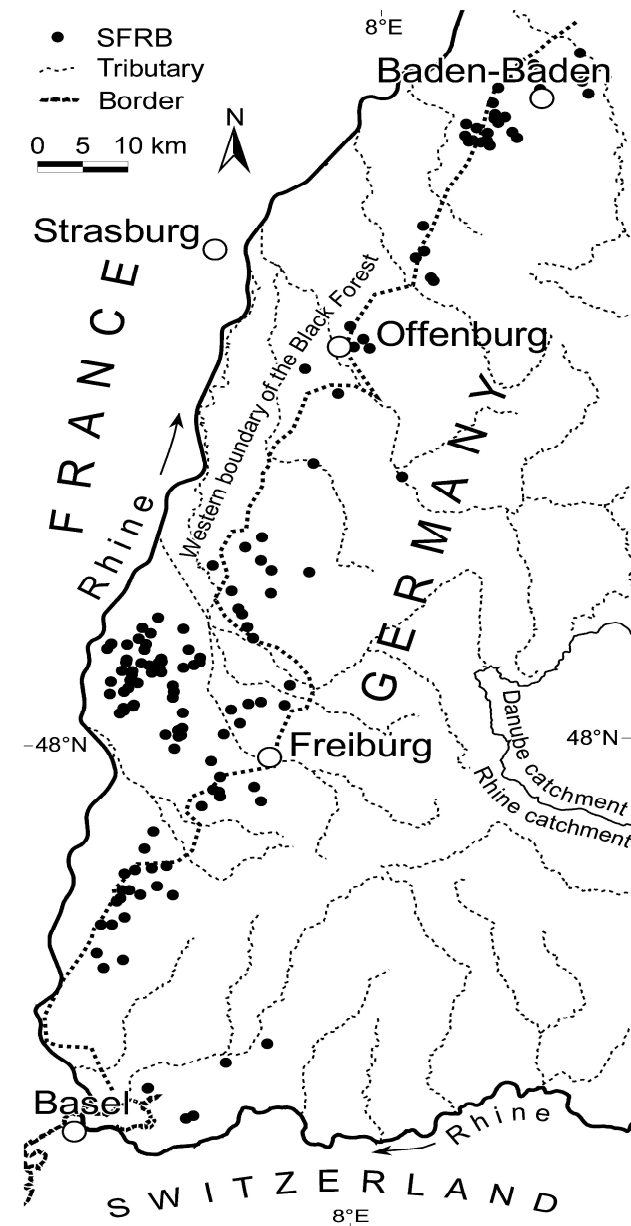 8°E
SFRB
Tributary
Border
0 5 10 km
N
Baden-Baden
Strasburg
FRANCE
Western boundary of the Black Forest
Offenburg
GERMANY
Rhine
Freiburg
48°N
48°N
Danube catchment
Rhine catchment
Basel
Rhine
SWITZERLAND
8°E